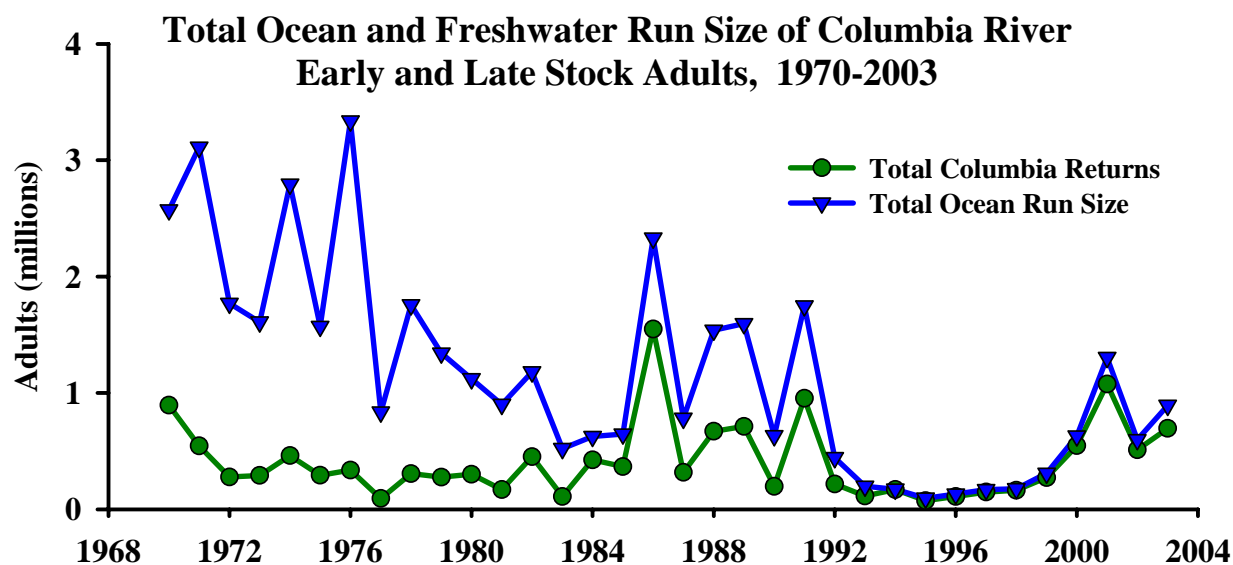 Total Ocean and Freshwater Run Size of Columbia River
Early and Late Stock Adults, 1970-2003
Adults (millions)
4
3
2
1
0
Total Columbia Returns
Total Ocean Run Size
1968 1972 1976 1980 1984 1988 1992 1996 2000 2004